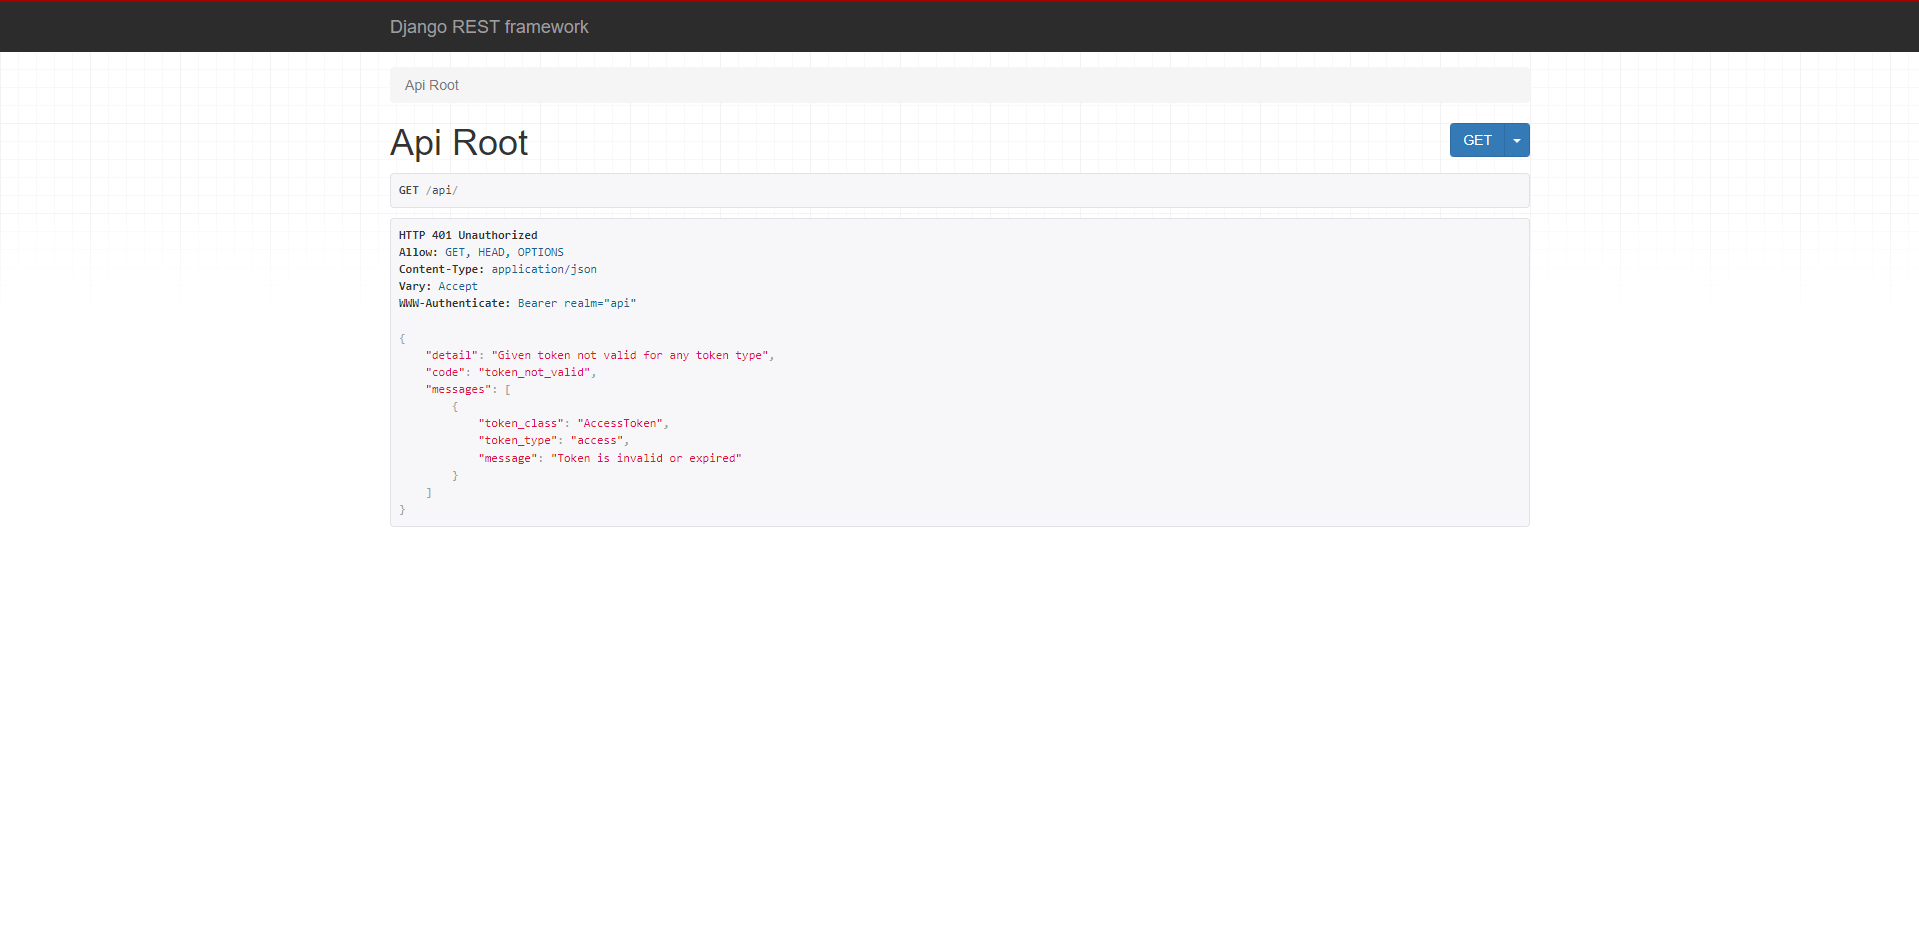 Django REST framework
Api Root
Api Root
GET
GET /api/
HTTP 401 Unauthorized
Allow: GET, HEAD, OPTIONS
Content-Type: application/json
Vary: Accept
WWW-Authenticate: Bearer realm="api"
{
    "detail": "Given token not valid for any token type",
    "code": "token_not_valid",
    "messages": [
        {
            "token_class": "AccessToken",
            "token_type": "access",
            "message": "Token is invalid or expired"
        }
    ]
}